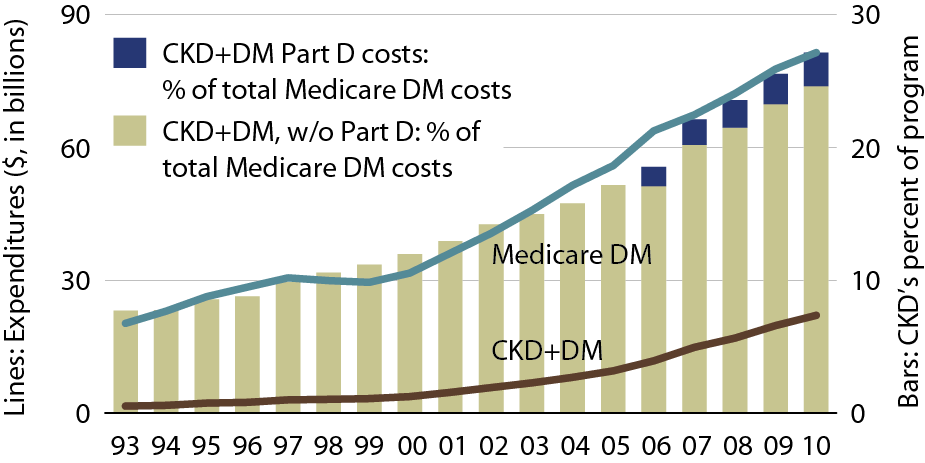 Lines: Expenditures ($, in billions)
90
60
30
0
CKD+DM Part D costs:
% of total Medicare DM costs
CKD+DM, w/o Part D: % of
total Medicare DM costs
Medicare DM
CKD+DM
30
20
10
0
Bars: CKD’s percent of program
93 94 95 96 97 98 99 00 01 02 03 04 05 06 07 08 09 10